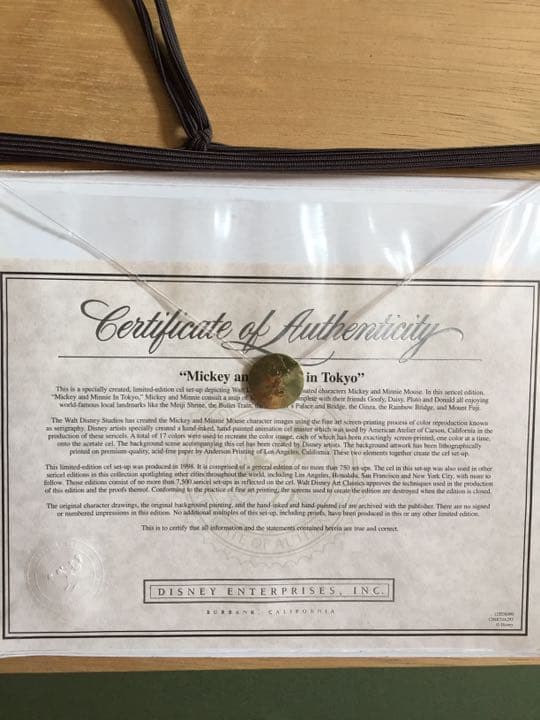 Certificate of Authenticity
"Mickey an in Tokyo"
This is a specially created, limited-edition cel set-up depicting Walt characters Mickey and Minnie Mouse. In this sericel edition,
"Mickey and Minnie in Tokyo," Mickey and Minnie consult a map of complete with their friends Goofy, Daisy, Pluto and Donald all enjoying
world-famous local landmarks like the Meiji Shrine, the Bullet Train, 's Palace and Bridge, the Ginza, the Rainbow Bridge, and Mount Fuji.
The Walt Disney Studios has created the Mickey and Minnie Mouse character images using the fine art screen-printing process of color reproduction known
as serigraphy. Disney artists specially created a hand-inked, hand-painted animation cel master which was used by American Atelier of Carson, California in the
production of these sericels. A total of 17 colors were used to recreate the color image, each of which has been exactingly screen-printed, one color at a time,
onto the acetate cel. The background scene accompanying this cel has been created by Disney artists. The background artwork has been lithographically
printed on premium-quality, acid-free paper by Anderson Printing of Los Angeles, California. These two elements together create the cel set-up.
This limited-edition cel set-up was produced in 1998. It is comprised of a general edition of no more than 750 set-ups. The cel in this set-up was also used in other
sericel editions in this collection spotlighting other cities throughout the world, including Los Angeles, Honolulu, San Francisco and New York City, with more to
follow. Those editions consist of no more than 7,500 sericel set-ups as reflected on the cel. Walt Disney Art Classics approves the techniques used in the production
of this edition and the proofs thereof. Conforming to the practice of fine art printing, the screens used to create the edition are destroyed when the edition is closed.
The original character drawings, the original background painting, and the hand-inked and hand-painted cel are archived with the publisher. There are no signed
or numbered impressions in this edition. No additional multiples of this set-up, including proofs, have been produced in this or any other limited edition.
This is to certify that all information and the statements contained herein are true and correct.
DISNEY ENTERPRISES, INC.
BURBANK, CALIFORNIA
© Disney